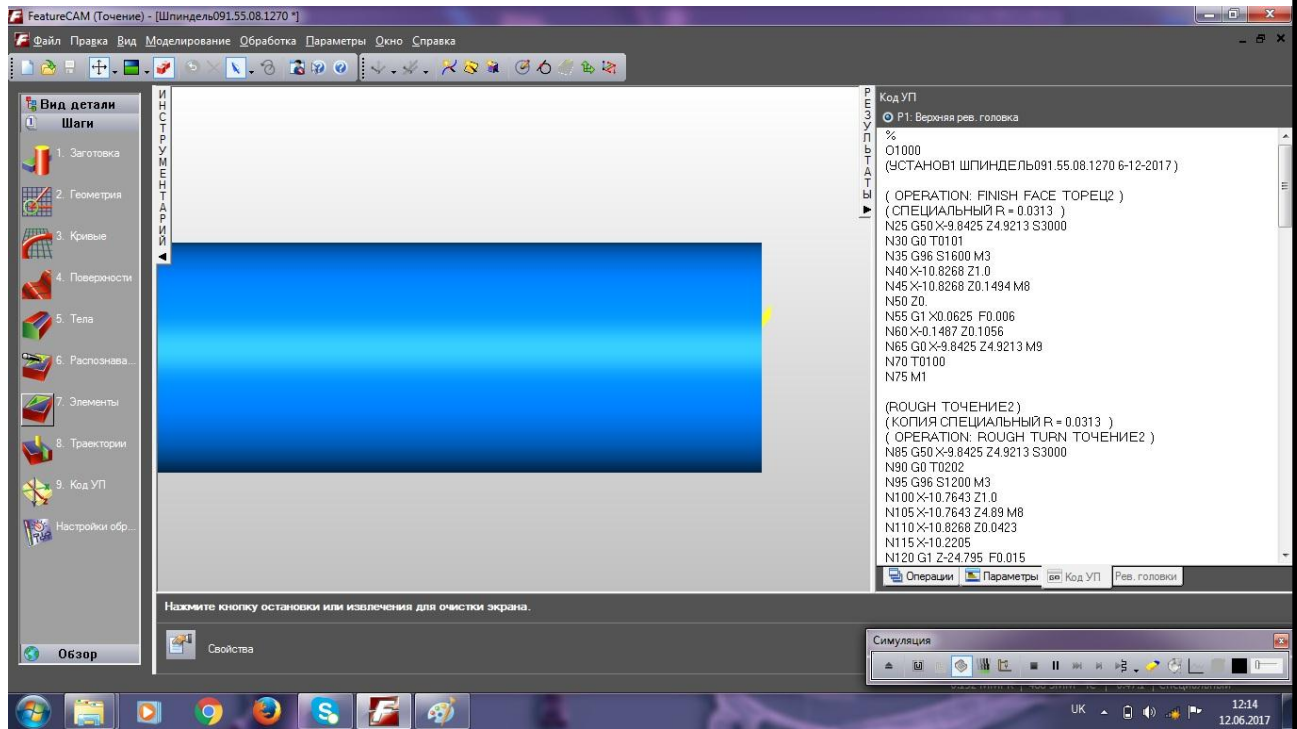 FeatureCAM (Точение) - [Шпиндель091.55.08.1270 *]
Файл Правка Вид Моделирование Обработка Параметры Окно Справка
Вид детали
Шаги
1. Заготовка
2. Геометрия
3. Кривые
4. Поверхности
5. Тела
6. Распознава...
7. Элементы
8. Траектории
9. Код УП
Настройки обр...
Обзор
ИНСТРУМЕНТАРИЙ
РЕЗУЛЬТАТЫ
Код УП
P1: Верхняя рев. головка
%
O1000
(УСТАНОВ1 ШПИНДЕЛЬ091.55.08.1270 6-12-2017 )
( OPERATION: FINISH FACE ТОРЕЦ2 )
( СПЕЦИАЛЬНЫЙ R = 0.0313 )
N25 G50 X-9.8425 Z4.9213 S3000
N30 G0 T0101
N35 G96 S1600 M3
N40 X-10.8268 Z1.0
N45 X-10.8268 Z0.1494 M8
N50 Z0.
N55 G1 X0.0625 F0.006
N60 X-0.1487 Z0.1056
N65 G0 X-9.8425 Z4.9213 M9
N70 T0100
N75 M1
(ROUGH ТОЧЕНИЕ2)
( КОПИЯ СПЕЦИАЛЬНЫЙ R = 0.0313 )
( OPERATION: ROUGH TURN ТОЧЕНИЕ2 )
N85 G50 X-9.8425 Z4.9213 S3000
N90 G0 T0202
N95 G96 S1200 M3
N100 X-10.7643 Z1.0
N105 X-10.7643 Z4.89 M8
N110 X-10.8268 Z0.0423
N115 X-10.2205
N120 G1 Z-24.795 F0.015
Операции Параметры Код УП Рев. головки
Нажмите кнопку остановки или извлечения для очистки экрана.
Свойства
Симуляция
UK
12:14
12.06.2017